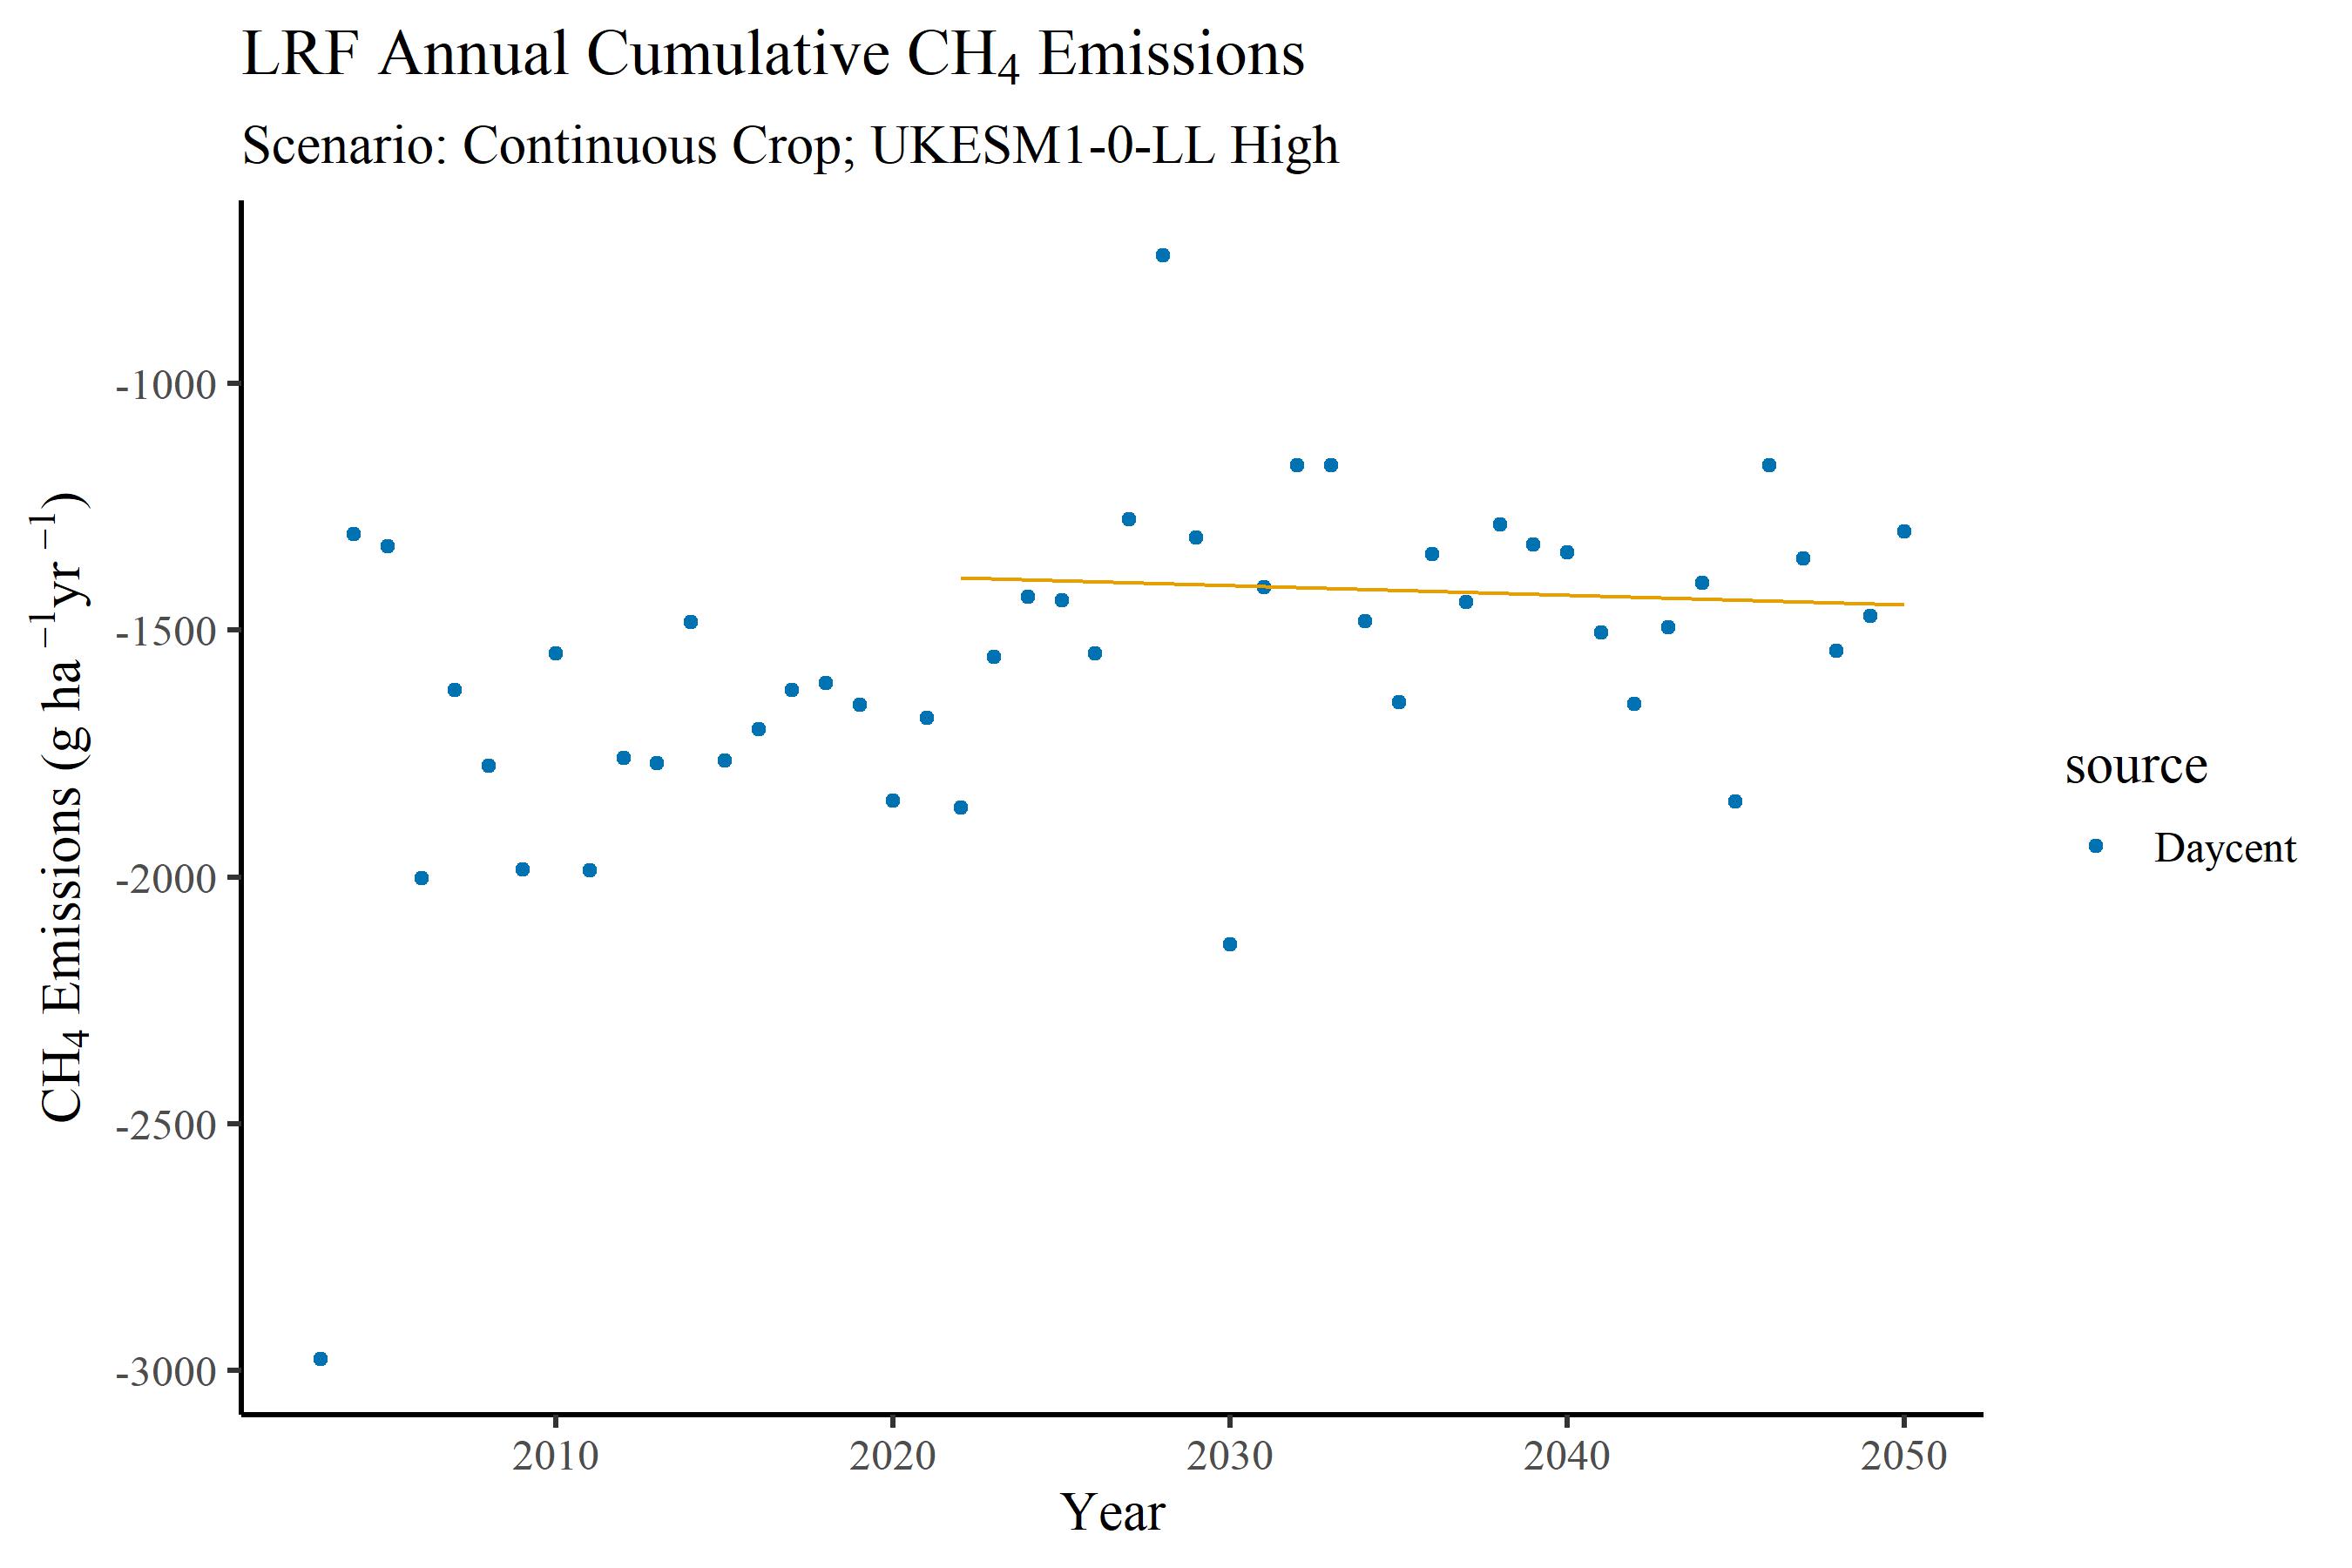 LRF Annual Cumulative CH₄ Emissions
Scenario: Continuous Crop; UKESM1-0-LL High
CH₄ Emissions (g ha ⁻¹yr ⁻¹)
-1000
-1500
-2000
-2500
-3000
source
Daycent
2010 2020 2030 2040 2050
Year